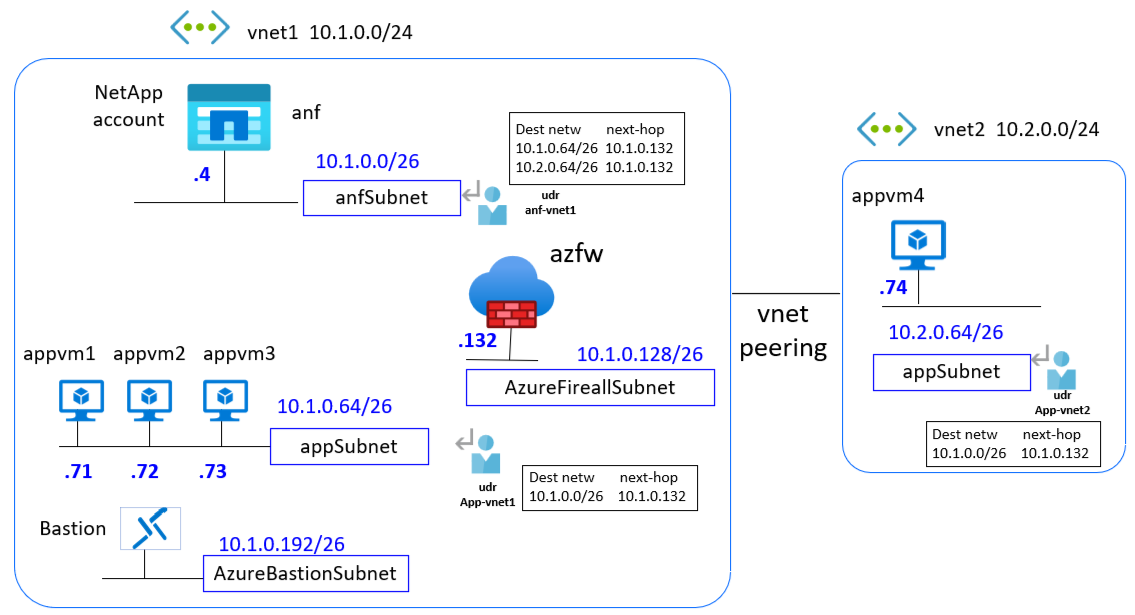 vnet1 10.1.0.0/24
NetApp
account
anf
.4
10.1.0.0/26
anfSubnet
Dest netw next-hop
10.1.0.64/26 10.1.0.132
10.2.0.64/26 10.1.0.132
udr
anf-vnet1
azfw
.132
10.1.0.128/26
AzureFireallSubnet
appvm1 appvm2 appvm3
.71 .72 .73
10.1.0.64/26
appSubnet
udr
App-vnet1
Dest netw next-hop
10.1.0.0/26 10.1.0.132
Bastion
10.1.0.192/26
AzureBastionSubnet
vnet
peering
vnet2 10.2.0.0/24
appvm4
.74
10.2.0.64/26
appSubnet
udr
App-vnet2
Dest netw next-hop
10.1.0.0/26 10.1.0.132